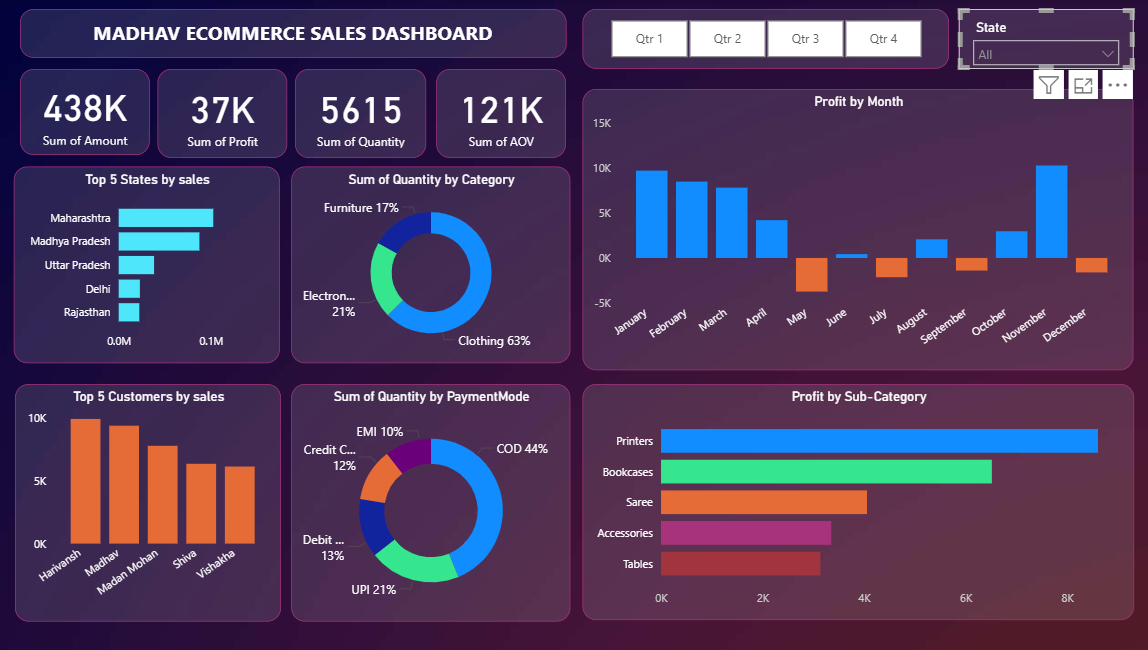 MADHAV ECOMMERCE SALES DASHBOARD
Qtr 1
Qtr 2
Qtr 3
Qtr 4
State
All
438K
Sum of Amount
37K
Sum of Profit
5615
Sum of Quantity
121K
Sum of AOV
Profit by Month
15K
10K
5K
0K
-5K
January
February
March
April
May
June
July
August
September
October
November
December
Top 5 States by sales
Maharashtra
Madhya Pradesh
Uttar Pradesh
Delhi
Rajasthan
0.0M
0.1M
Sum of Quantity by Category
Furniture 17%
Electron...
21%
Clothing 63%
Top 5 Customers by sales
10K
5K
0K
Harivansh
Madhav
Madan Mohan
Shiva
Vishakha
Sum of Quantity by PaymentMode
EMI 10%
COD 44%
Credit C...
12%
Debit ...
13%
UPI 21%
Profit by Sub-Category
Printers
Bookcases
Saree
Accessories
Tables
0K
2K
4K
6K
8K